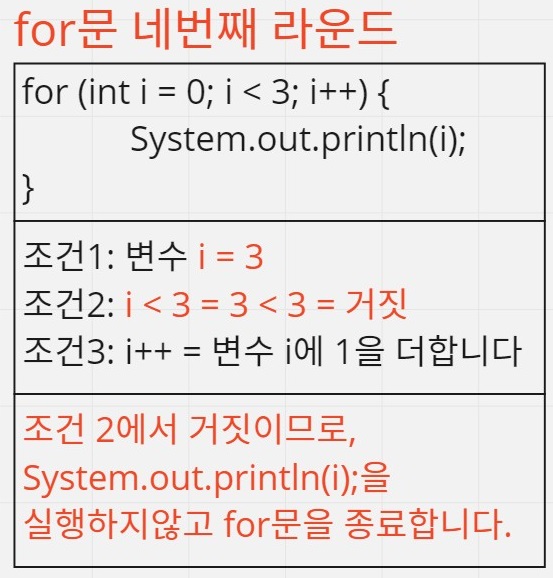 for문 네번째 라운드
for (int i = 0; i < 3; i++) {
System.out.println(i);
}
조건1: 변수 i = 3
조건2: i < 3 = 3 < 3 = 거짓
조건3: i++ = 변수 i에 1을 더합니다
조건 2에서 거짓이므로,
System.out.println(i);을
실행하지않고 for문을 종료합니다.